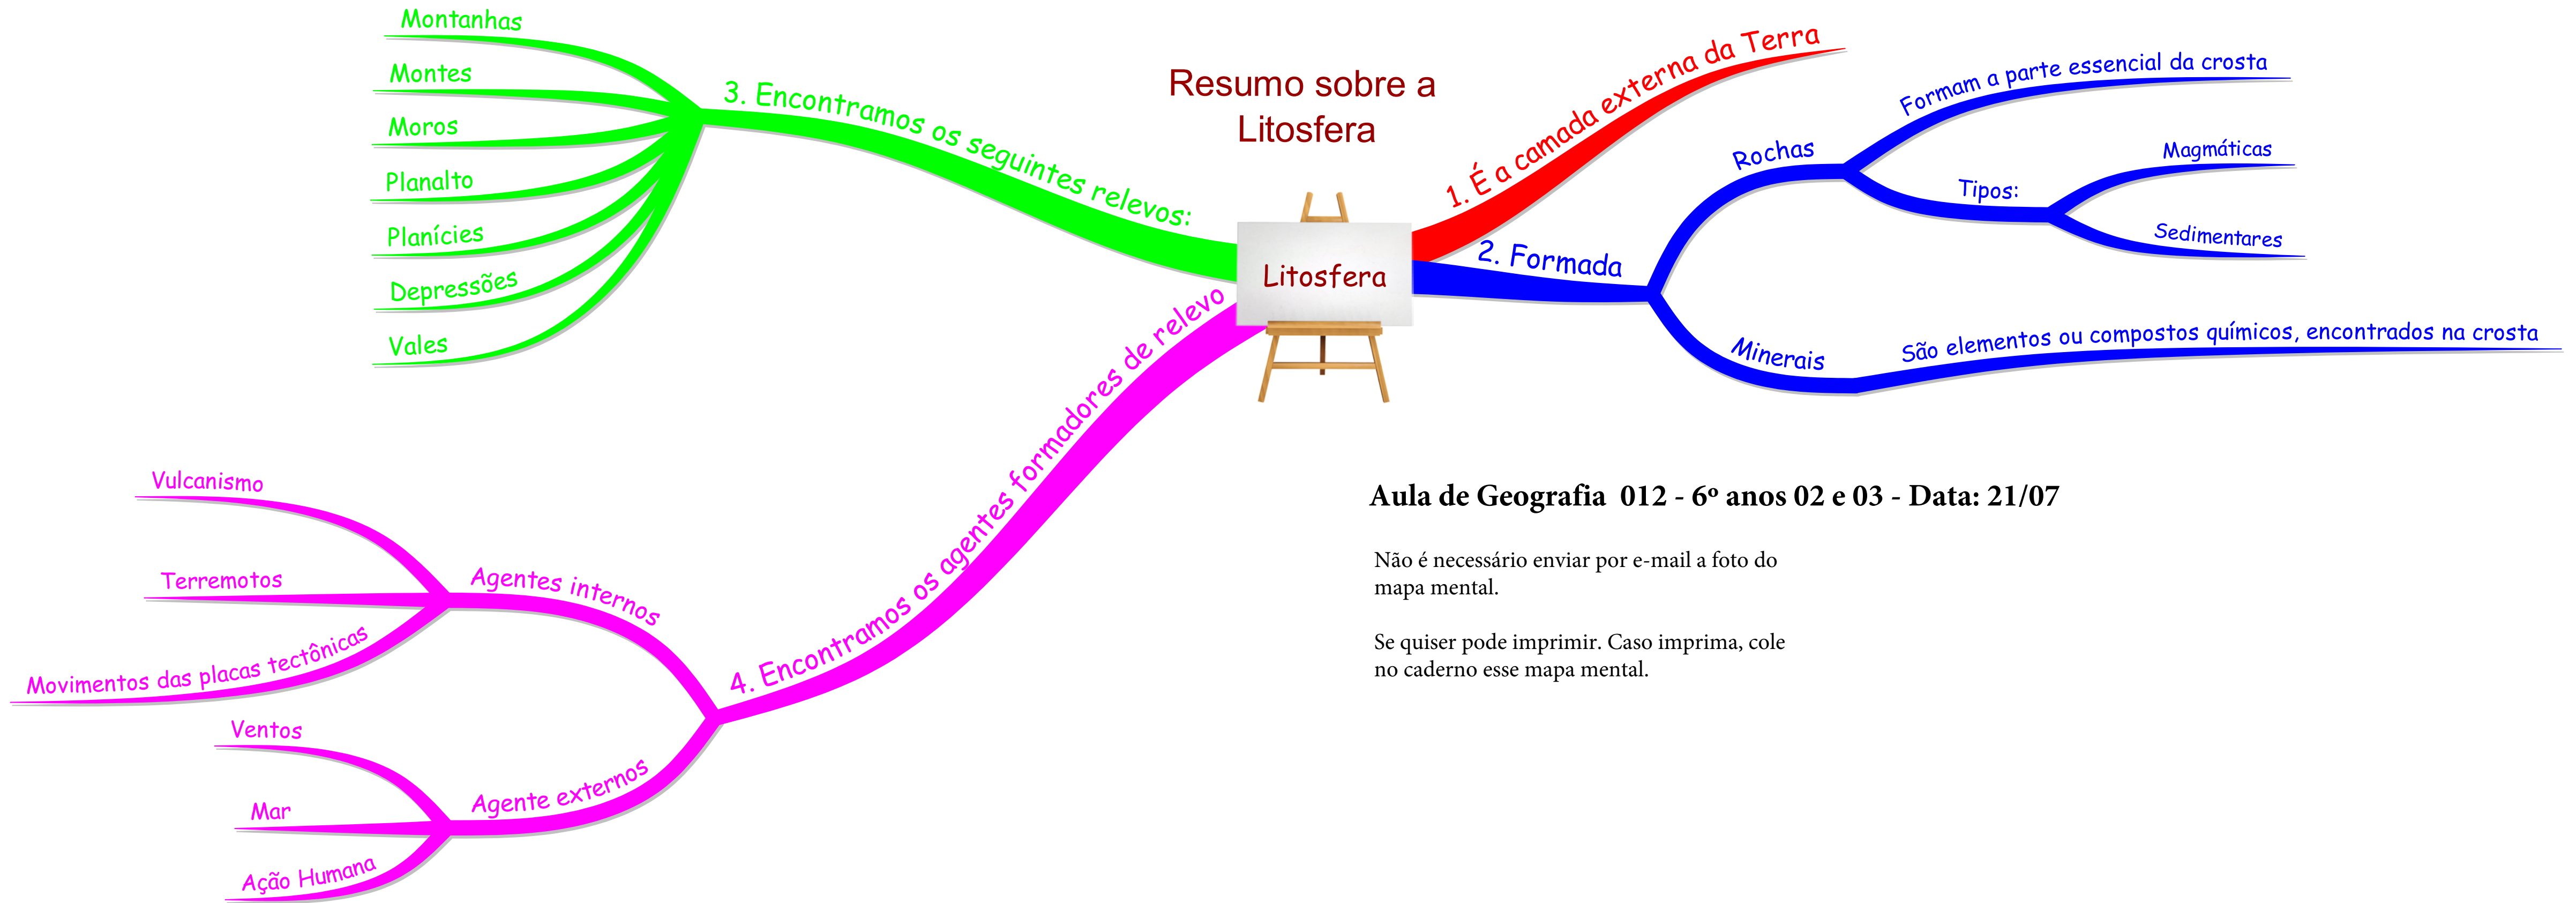 Resumo sobre a
Litosfera
Litosfera
1. É a camada externa da Terra
2. Formada
Rochas
Formam a parte essencial da crosta
Tipos:
Magmáticas
Sedimentares
Minerais
São elementos ou compostos químicos, encontrados na crosta
3. Encontramos os seguintes relevos:
Montanhas
Montes
Moros
Planalto
Planícies
Depressões
Vales
4. Encontramos os agentes formadores de relevo
Agentes internos
Vulcanismo
Terremotos
Movimentos das placas tectônicas
Agente externos
Ventos
Mar
Ação Humana
Aula de Geografia  012 - 6º anos 02 e 03 - Data: 21/07
Não é necessário enviar por e-mail a foto do
mapa mental.
Se quiser pode imprimir. Caso imprima, cole
no caderno esse mapa mental.